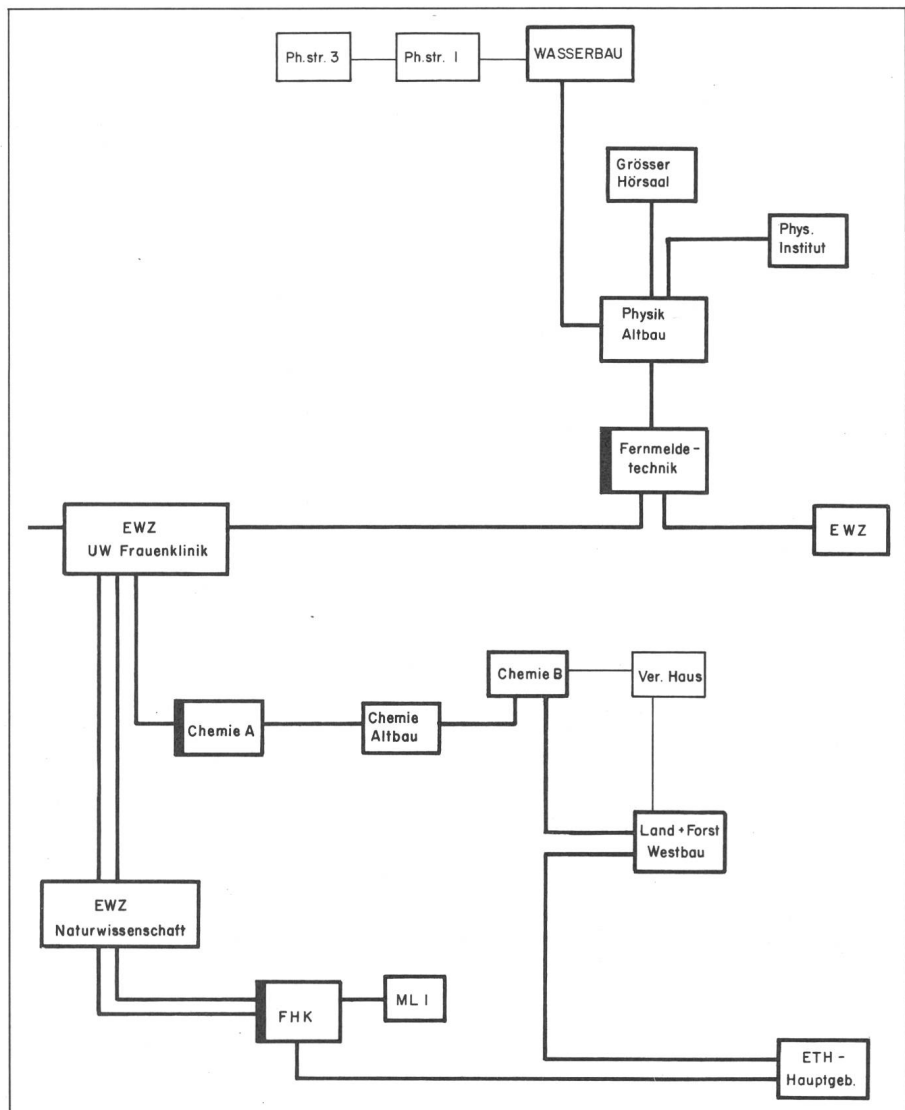 Ph.str. 3
Ph.str. 1
WASSERBAU
Grösser
Hörsaal
Phys.
Institut
Physik
Altbau
Fernmelde-
technik
EWZ
UW Frauenklinik
EWZ
Chemie B
Ver. Haus
Chemie A
Chemie
Altbau
Land + Forst
Westbau
EWZ
Naturwissenschaft
FHK
ML I
ETH -
Hauptgeb.